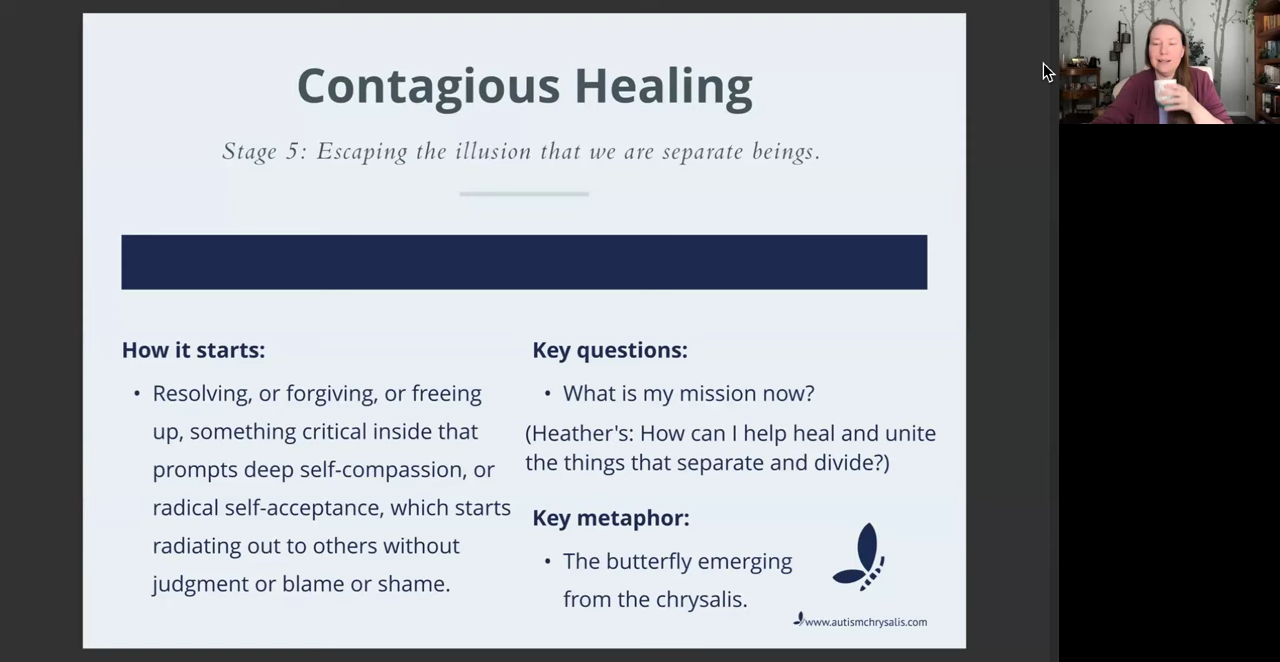 Contagious Healing
Stage 5: Escaping the illusion that we are separate beings.
How it starts:
• Resolving, or forgiving, or freeing
up, something critical inside that
prompts deep self-compassion, or
radical self-acceptance, which starts
radiating out to others without
judgment or blame or shame.
Key questions:
• What is my mission now?
(Heather's: How can I help heal and unite
the things that separate and divide?)
Key metaphor:
• The butterfly emerging
from the chrysalis.
www.autismchrysalis.com